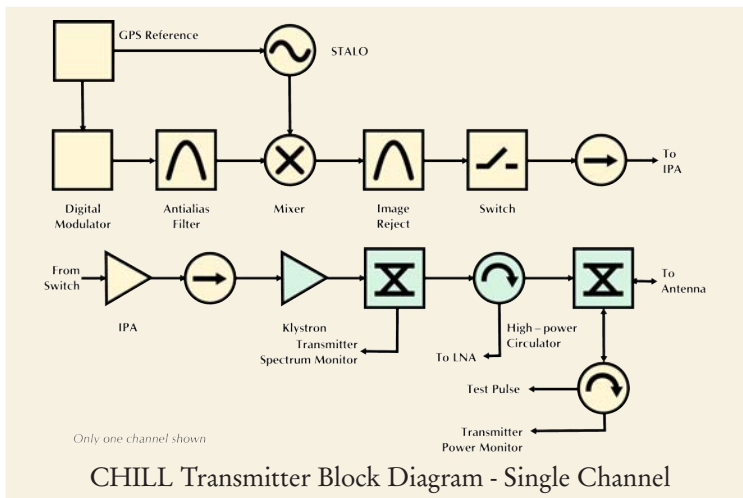 GPS Reference
STALO
To
IPA
Digital
Modulator
Antialias
Filter
Mixer
Image
Reject
Switch
From
Switch
To
Antenna
IPA
Klystron
High – power
Circulator
Transmitter
Spectrum Monitor
To LNA
Test Pulse
Transmitter
Power Monitor
Only one channel shown
CHILL Transmitter Block Diagram - Single Channel